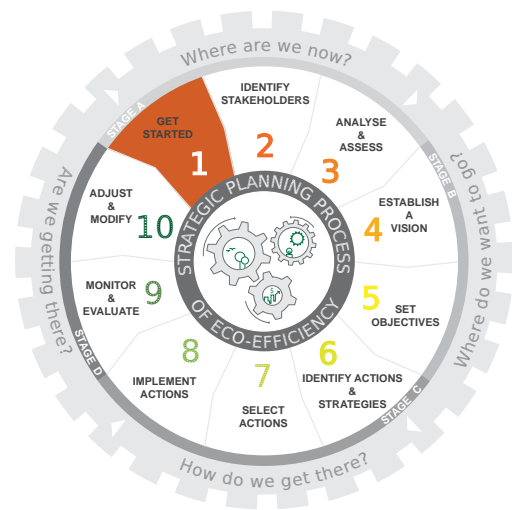 Where are we now?
STAGE A
GET
STARTED
1
IDENTIFY
STAKEHOLDERS
2
ANALYSE
&
ASSESS
3
STAGE B
Where do we want to go?
ESTABLISH
A
VISION
4
SET
OBJECTIVES
5
IDENTIFY ACTIONS
&
STRATEGIES
6
STAGE C
How do we get there?
SELECT
ACTIONS
7
IMPLEMENT
ACTIONS
8
STAGE D
Are we getting there?
MONITOR
&
EVALUATE
9
ADJUST
&
MODIFY
10
STRATEGIC PLANNING PROCESS
OF ECO-EFFICIENCY
$